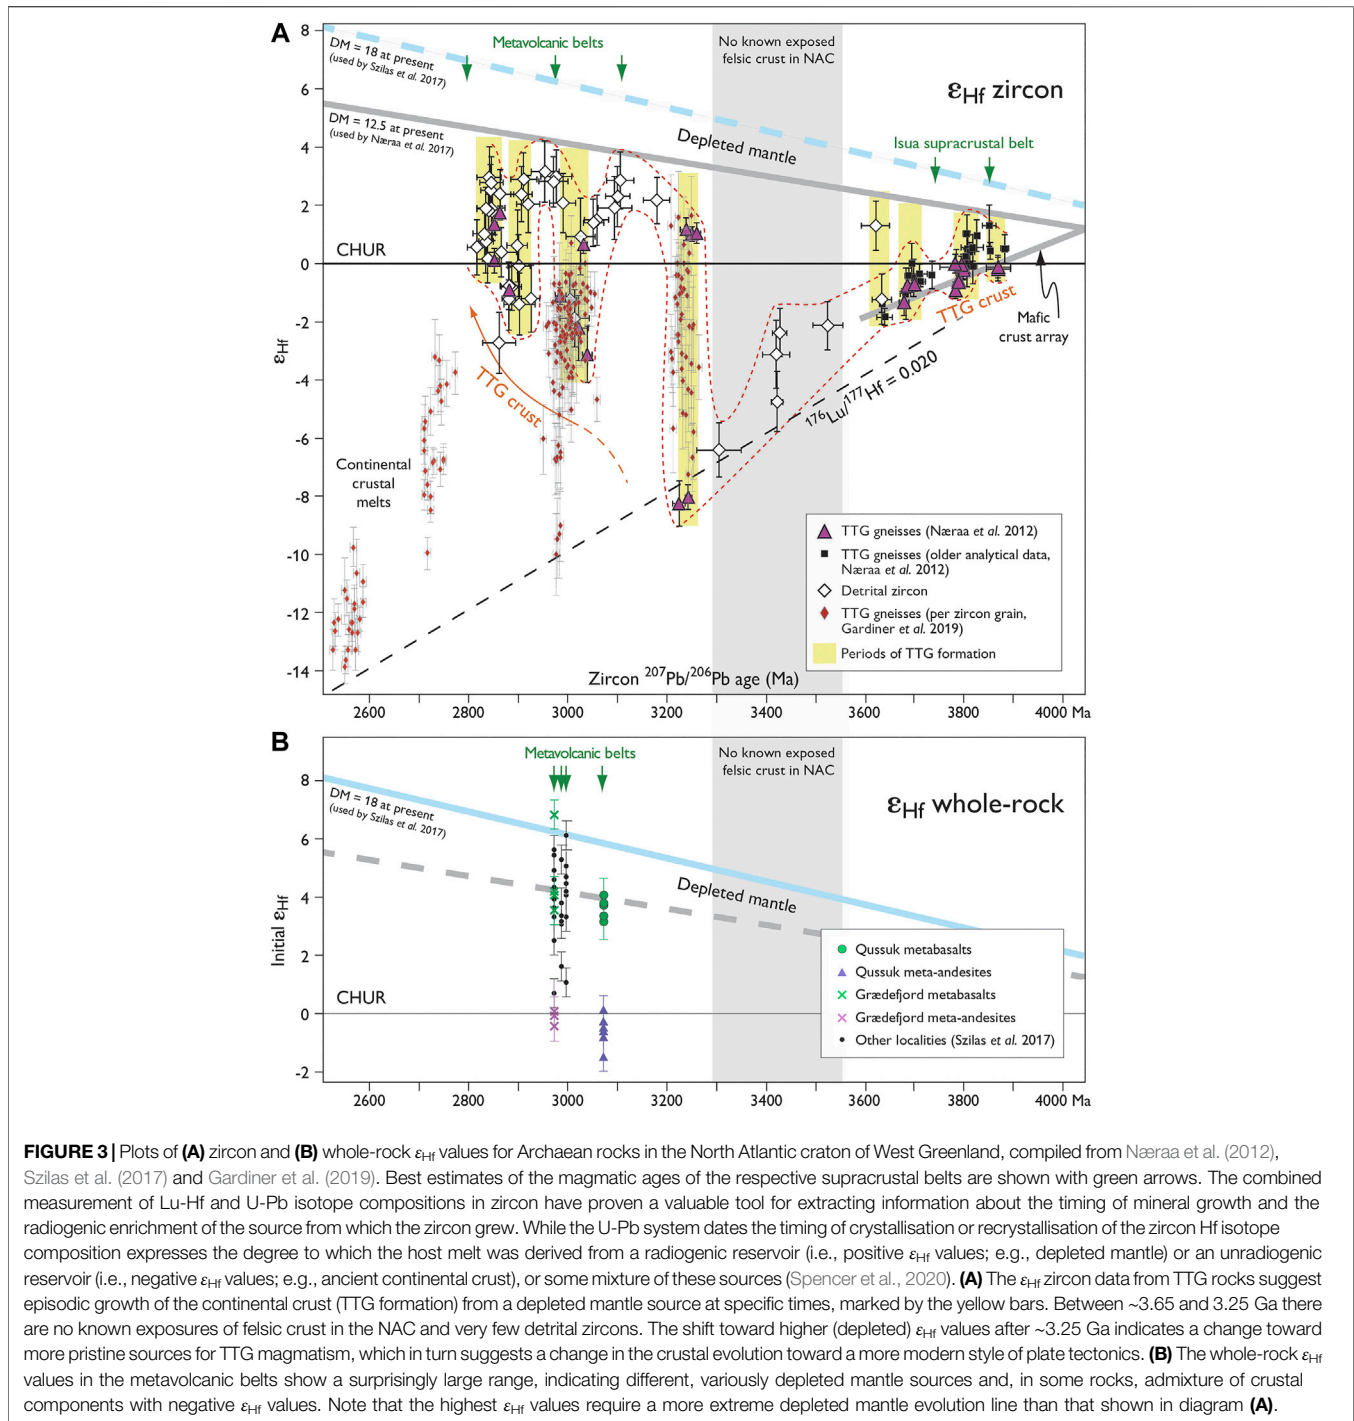 A
8
6
4
2
0
-2
-4
-6
-8
-10
-12
-14
εHf
DM = 18 at present
(used by Szilas et al. 2017)
Metavolcanic belts
No known exposed
felsic crust in NAC
εHf zircon
DM = 12.5 at present
(used by Næraa et al. 2017)
Depleted mantle
Isua supracrustal belt
CHUR
TTG crust
Mafic
crust array
TTG crust
176Lu/177Hf = 0.020
Continental
crustal
melts
TTG gneisses (Næraa et al. 2012)
TTG gneisses (older analytical data,
Næraa et al. 2012)
Detrital zircon
TTG gneisses (per zircon grain,
Gardiner et al. 2019)
Periods of TTG formation
Zircon 207Pb/206Pb age (Ma)
2600 2800 3000 3200 3400 3600 3800 4000 Ma
B
Metavolcanic belts
No known exposed
felsic crust in NAC
8
6
4
2
0
-2
Initial εHf
DM = 18 at present
(used by Szilas et al. 2017)
εHf whole-rock
Depleted mantle
CHUR
Qussuk metabasalts
Qussuk meta-andesites
Grædefjord metabasalts
Grædefjord meta-andesites
Other localities (Szilas et al. 2017)
2600 2800 3000 3200 3400 3600 3800 4000 Ma
FIGURE 3 | Plots of (A) zircon and (B) whole-rock εHf values for Archaean rocks in the North Atlantic craton of West Greenland, compiled from Næraa et al. (2012),
Szilas et al. (2017) and Gardiner et al. (2019). Best estimates of the magmatic ages of the respective supracrustal belts are shown with green arrows. The combined
measurement of Lu-Hf and U-Pb isotope compositions in zircon have proven a valuable tool for extracting information about the timing of mineral growth and the
radiogenic enrichment of the source from which the zircon grew. While the U-Pb system dates the timing of crystallisation or recrystallisation of the zircon Hf isotope
composition expresses the degree to which the host melt was derived from a radiogenic reservoir (i.e., positive εHf values; e.g., depleted mantle) or an unradiogenic
reservoir (i.e., negative εHf values; e.g., ancient continental crust), or some mixture of these sources (Spencer et al., 2020). (A) The εHf zircon data from TTG rocks suggest
episodic growth of the continental crust (TTG formation) from a depleted mantle source at specific times, marked by the yellow bars. Between ~3.65 and 3.25 Ga there
are no known exposures of felsic crust in the NAC and very few detrital zircons. The shift toward higher (depleted) εHf values after ~3.25 Ga indicates a change toward
more pristine sources for TTG magmatism, which in turn suggests a change in the crustal evolution toward a more modern style of plate tectonics. (B) The whole-rock εHf
values in the metavolcanic belts show a surprisingly large range, indicating different, variously depleted mantle sources and, in some rocks, admixture of crustal
components with negative εHf values. Note that the highest εHf values require a more extreme depleted mantle evolution line than that shown in diagram (A).